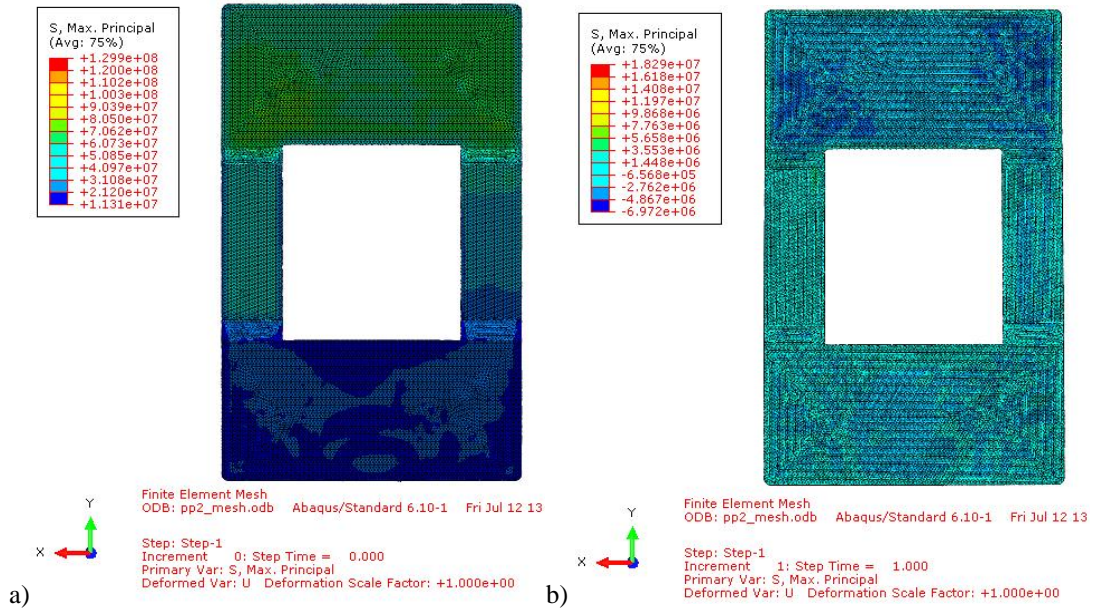 S, Max. Principal
(Avg: 75%)
+1.299e+08
+1.200e+08
+1.102e+08
+1.003e+08
+9.039e+07
+8.050e+07
+7.062e+07
+6.073e+07
+5.085e+07
+4.097e+07
+3.108e+07
+2.120e+07
+1.131e+07
Finite Element Mesh
ODB: pp2_mesh.odb Abaqus/Standard 6.10-1 Fri Jul 12 13
Y
X
Step: Step-1
Increment 0: Step Time = 0.000
Primary Var: S, Max. Principal
Deformed Var: U Deformation Scale Factor: +1.000e+00
a)
S, Max. Principal
(Avg: 75%)
+1.829e+07
+1.618e+07
+1.408e+07
+1.197e+07
+9.868e+06
+7.763e+06
+5.658e+06
+3.553e+06
+1.448e+06
-6.568e+05
-2.762e+06
-4.867e+06
-6.972e+06
Finite Element Mesh
ODB: pp2_mesh.odb Abaqus/Standard 6.10-1 Fri Jul 12 13
Y
X
Step: Step-1
Increment 1: Step Time = 1.000
Primary Var: S, Max. Principal
Deformed Var: U Deformation Scale Factor: +1.000e+00
b)